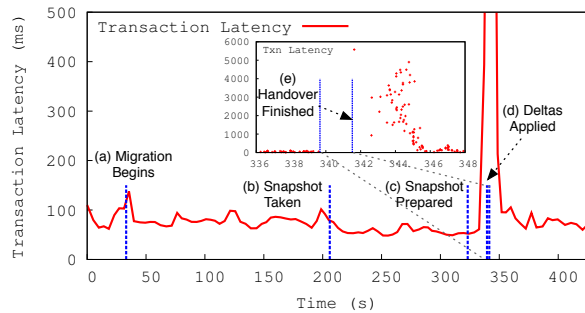 500
400
300
200
100
0
Transaction Latency (ms)
Transaction Latency
6000
5000
4000
3000
2000
1000
0
Txn Latency
(e)
Handover
Finished
336 338 340 342 344 346 348
(d) Deltas
Applied
(a) Migration
Begins
(b) Snapshot
Taken
(c) Snapshot
Prepared
0 50 100 150 200 250 300 350 400
Time (s)